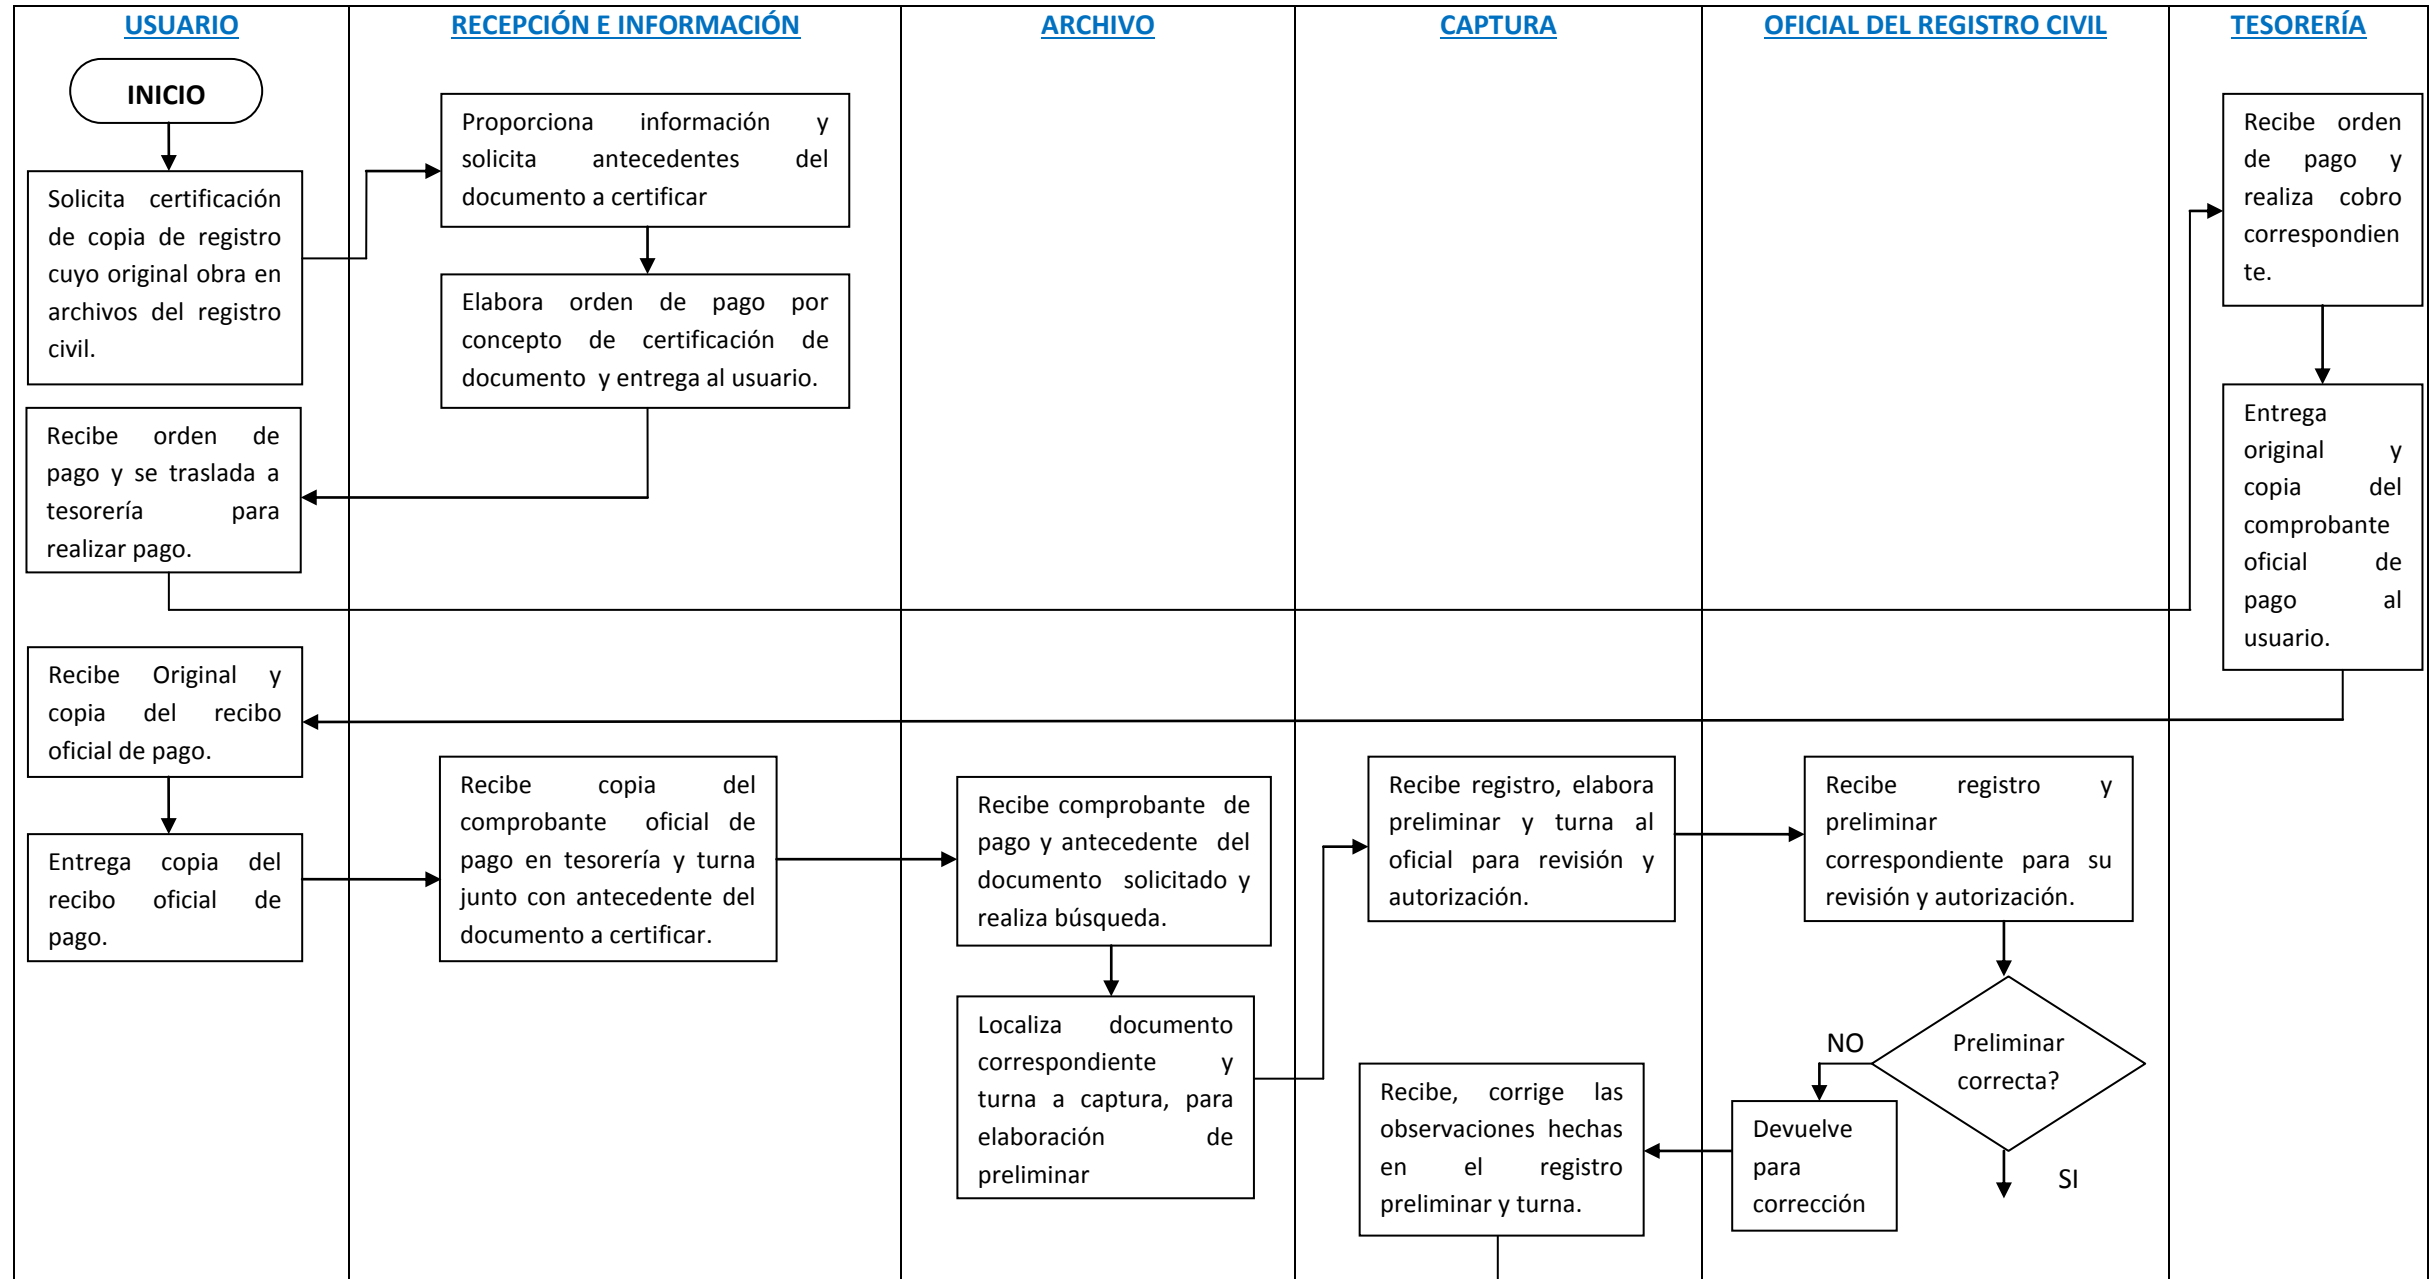 USUARIO
RECEPCIÓN E INFORMACIÓN
ARCHIVO
CAPTURA
OFICIAL DEL REGISTRO CIVIL
TESORERÍA
INICIO
Solicita certificación
de copia de registro
cuyo original obra en
archivos del registro
civil.
Proporciona información y
solicita antecedentes del
documento a certificar
Elabora orden de pago por
concepto de certificación de
documento y entrega al usuario.
Recibe orden de
pago y se traslada a
tesorería para
realizar pago.
Recibe orden
de pago y
realiza cobro
correspondien
te.
Entrega
original y
copia del
comprobante
oficial de
pago al
usuario.
Recibe Original y
copia del recibo
oficial de pago.
Entrega copia del
recibo oficial de
pago.
Recibe copia del
comprobante oficial de
pago en tesorería y turna
junto con antecedente del
documento a certificar.
Recibe comprobante de
pago y antecedente del
documento solicitado y
realiza búsqueda.
Localiza documento
correspondiente y
turna a captura, para
elaboración de
preliminar
Recibe registro, elabora
preliminar y turna al
oficial para revisión y
autorización.
Recibe registro y
preliminar
correspondiente para su
revisión y autorización.
Preliminar
correcta?
NO
SI
Devuelve
para
corrección
Recibe, corrige las
observaciones hechas
en el registro
preliminar y turna.